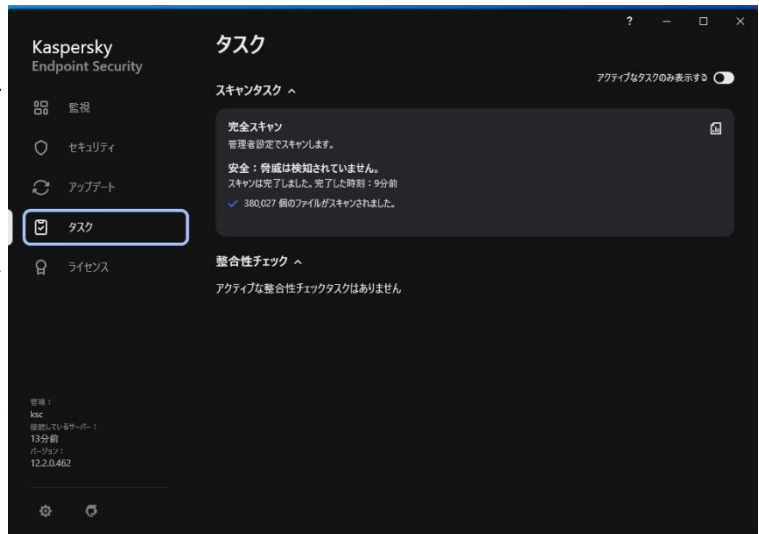 Kaspersky
Endpoint Security
監視
セキュリティ
アップデート
タスク
ライセンス
管理：
ksc
接続しているサーバー：
13分前
バージョン：
12.2.0.462
?
タスク
アクティブなタスクのみ表示する
スキャンタスク
完全スキャン
管理者設定でスキャンします。
安全：脅威は検知されていません。
スキャンは完了しました。完了した時刻：9分前
380,027 個のファイルがスキャンされました。
整合性チェック
アクティブな整合性チェックタスクはありません